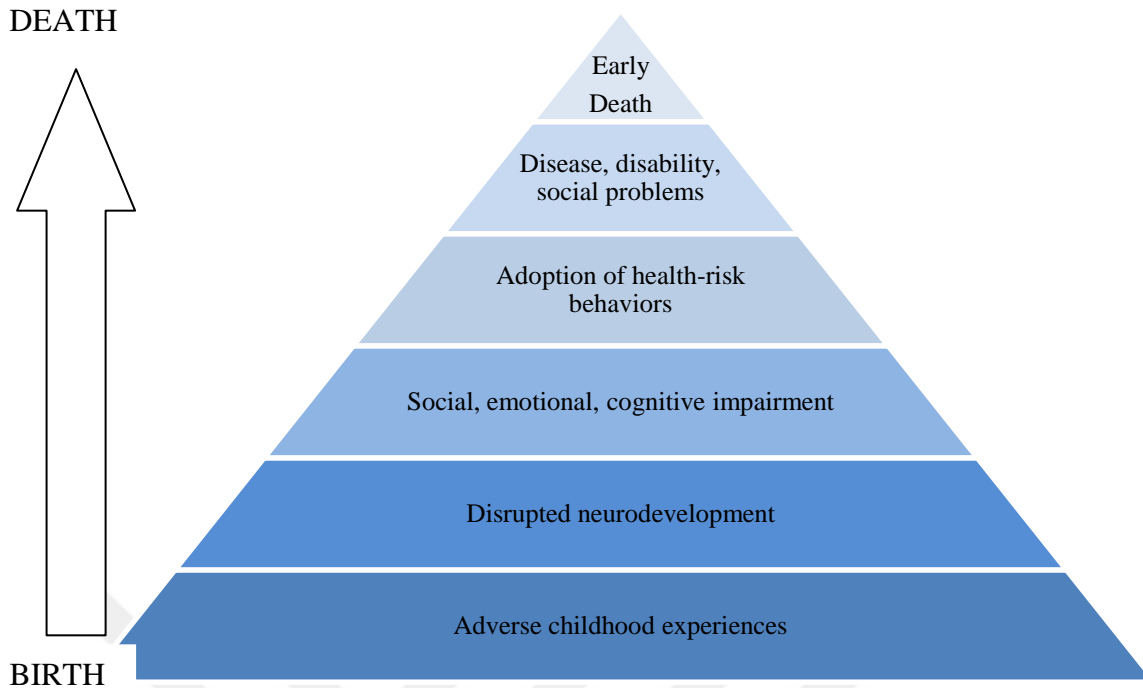 DEATH
Early
Death
Disease, disability,
social problems
Adoption of health-risk
behaviors
Social, emotional, cognitive impairment
Disrupted neurodevelopment
Adverse childhood experiences
BIRTH